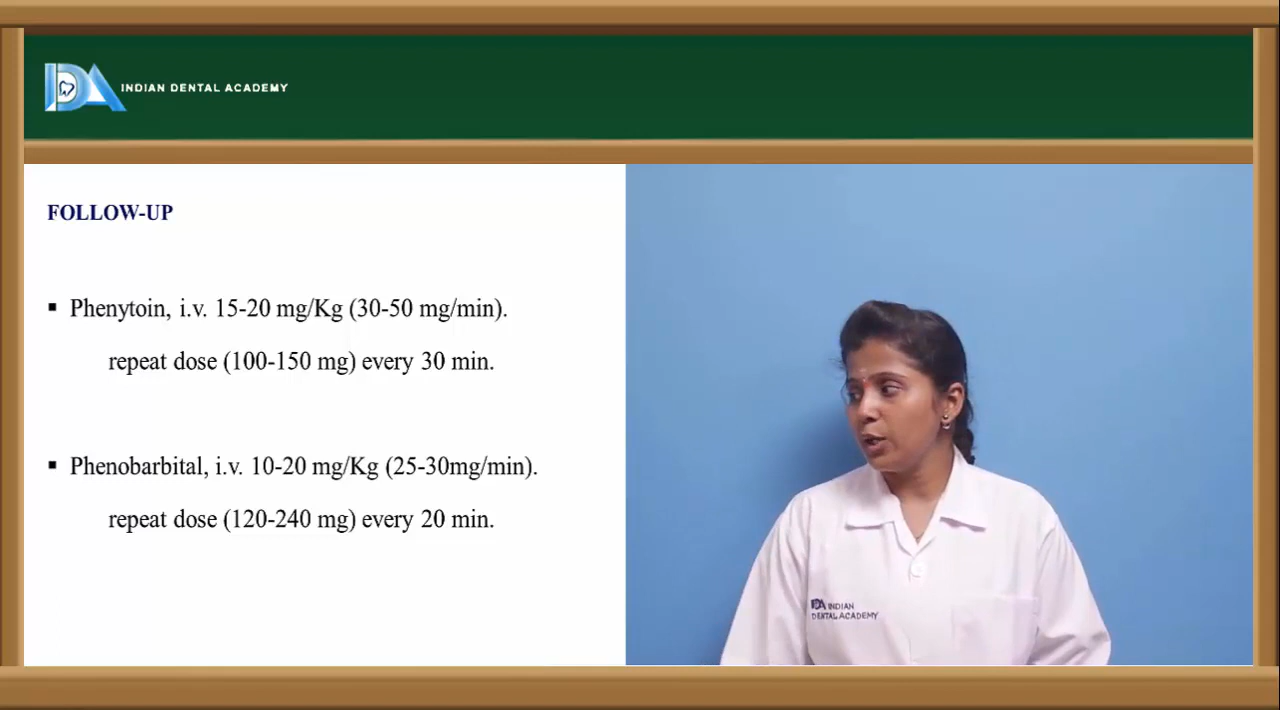 INDIAN DENTAL ACADEMY
FOLLOW-UP
▪ Phenytoin, i.v. 15-20 mg/Kg (30-50 mg/min).
repeat dose (100-150 mg) every 30 min.
▪ Phenobarbital, i.v. 10-20 mg/Kg (25-30mg/min).
repeat dose (120-240 mg) every 20 min.
IDA INDIAN
DENTAL ACADEMY